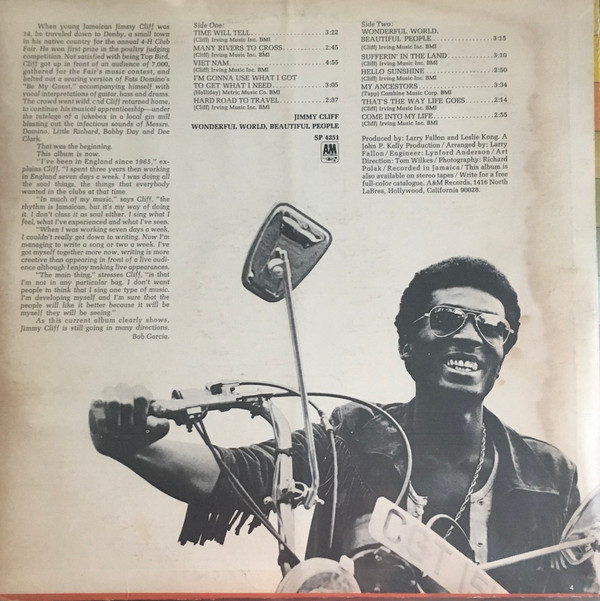 When young Jamaican Jimmy Cliff was
14, he traveled down to Denby, a small town
in his native country for the annual 4-H Club
Fair. He won first prize in the poultry judging
competition. Not satisfied with being Top Bird,
Cliff got up in front of an audience of 7,000,
gathered for the Fair's music contest, and
belted out a searing version of Fats Domino's
"Be My Guest," accompanying himself with
vocal interpretations of guitar, bass and drums.
The crowd went wild, and Cliff returned home,
to continue his musical apprenticeship—under
the tutelage of a jukebox in a local gin mill
blasting out the infectious sounds of Messrs.
Domino, Little Richard, Bobby Day and Dee
Clark.
That was the beginning.
This album is now.
"I've been in England since 1965," ex-
plains Cliff. "I spent three years then working
in England seven days a week. I was doing all
the soul things, the things that everybody
wanted in the clubs at that time.
"In much of my music," says Cliff, "the
rhythm is Jamaican, but it's my way of doing
it. I don't class it as soul either. I sing what I
feel, what I've experienced and what I've seen.
"When I was working seven days a week,
I couldn't really get down to writing. Now I'm
managing to write a song or two a week. I've
got myself together more now, writing is more
creative than appearing in front of a live audi-
ence although I enjoy making live appearances.
"The main thing," stresses Cliff, "is that
I'm not in any particular bag. I don't want
people to think that I sing one type of music.
I'm developing myself and I'm sure that the
people will like it better because it will be
myself they will be seeing."
As this current album clearly shows,
Jimmy Cliff is still going in many directions.
Bob Garcia.
Side One:
TIME WILL TELL 3:22
(Cliff) Irving Music Inc. BMI
MANY RIVERS TO CROSS 2:45
(Cliff) Irving Music Inc. BMI
VIET NAM 4:55
(Cliff) Irving Music Inc. BMI
I'M GONNA USE WHAT I GOT
TO GET WHAT I NEED 3:05
(Holliday) Metric Music Co. BMI
HARD ROAD TO TRAVEL 2:37
(Cliff) Irving Music Inc. BMI
JIMMY CLIFF
WONDERFUL WORLD, BEAUTIFUL PEOPLE
SP 4251
A&M
Side Two:
WONDERFUL WORLD,
BEAUTIFUL PEOPLE 3:15
(Cliff) Irving Music Inc. BMI
SUFFERIN' IN THE LAND 3:10
(Cliff) Irving Music Inc. BMI
HELLO SUNSHINE 2:50
(Cliff) Irving Music Inc. BMI
MY ANCESTORS 3:34
(Tapp) Combine Music Corp. BMI
THAT'S THE WAY LIFE GOES 2:14
(Cliff) Irving Music Inc. BMI
COME INTO MY LIFE 2:55
(Cliff) Irving Music Inc. BMI
Produced by: Larry Fallon and Leslie Kong. A
John P. Kelly Production / Arranged by: Larry
Fallon / Engineer: Lynford Anderson / Art
Direction: Tom Wilkes / Photography: Richard
Polak / Recorded in Jamaica / This album is
also available on stereo tapes / Write for a free
full-color catalogue. A&M Records, 1416 North
LaBrea, Hollywood, California 90028.
4